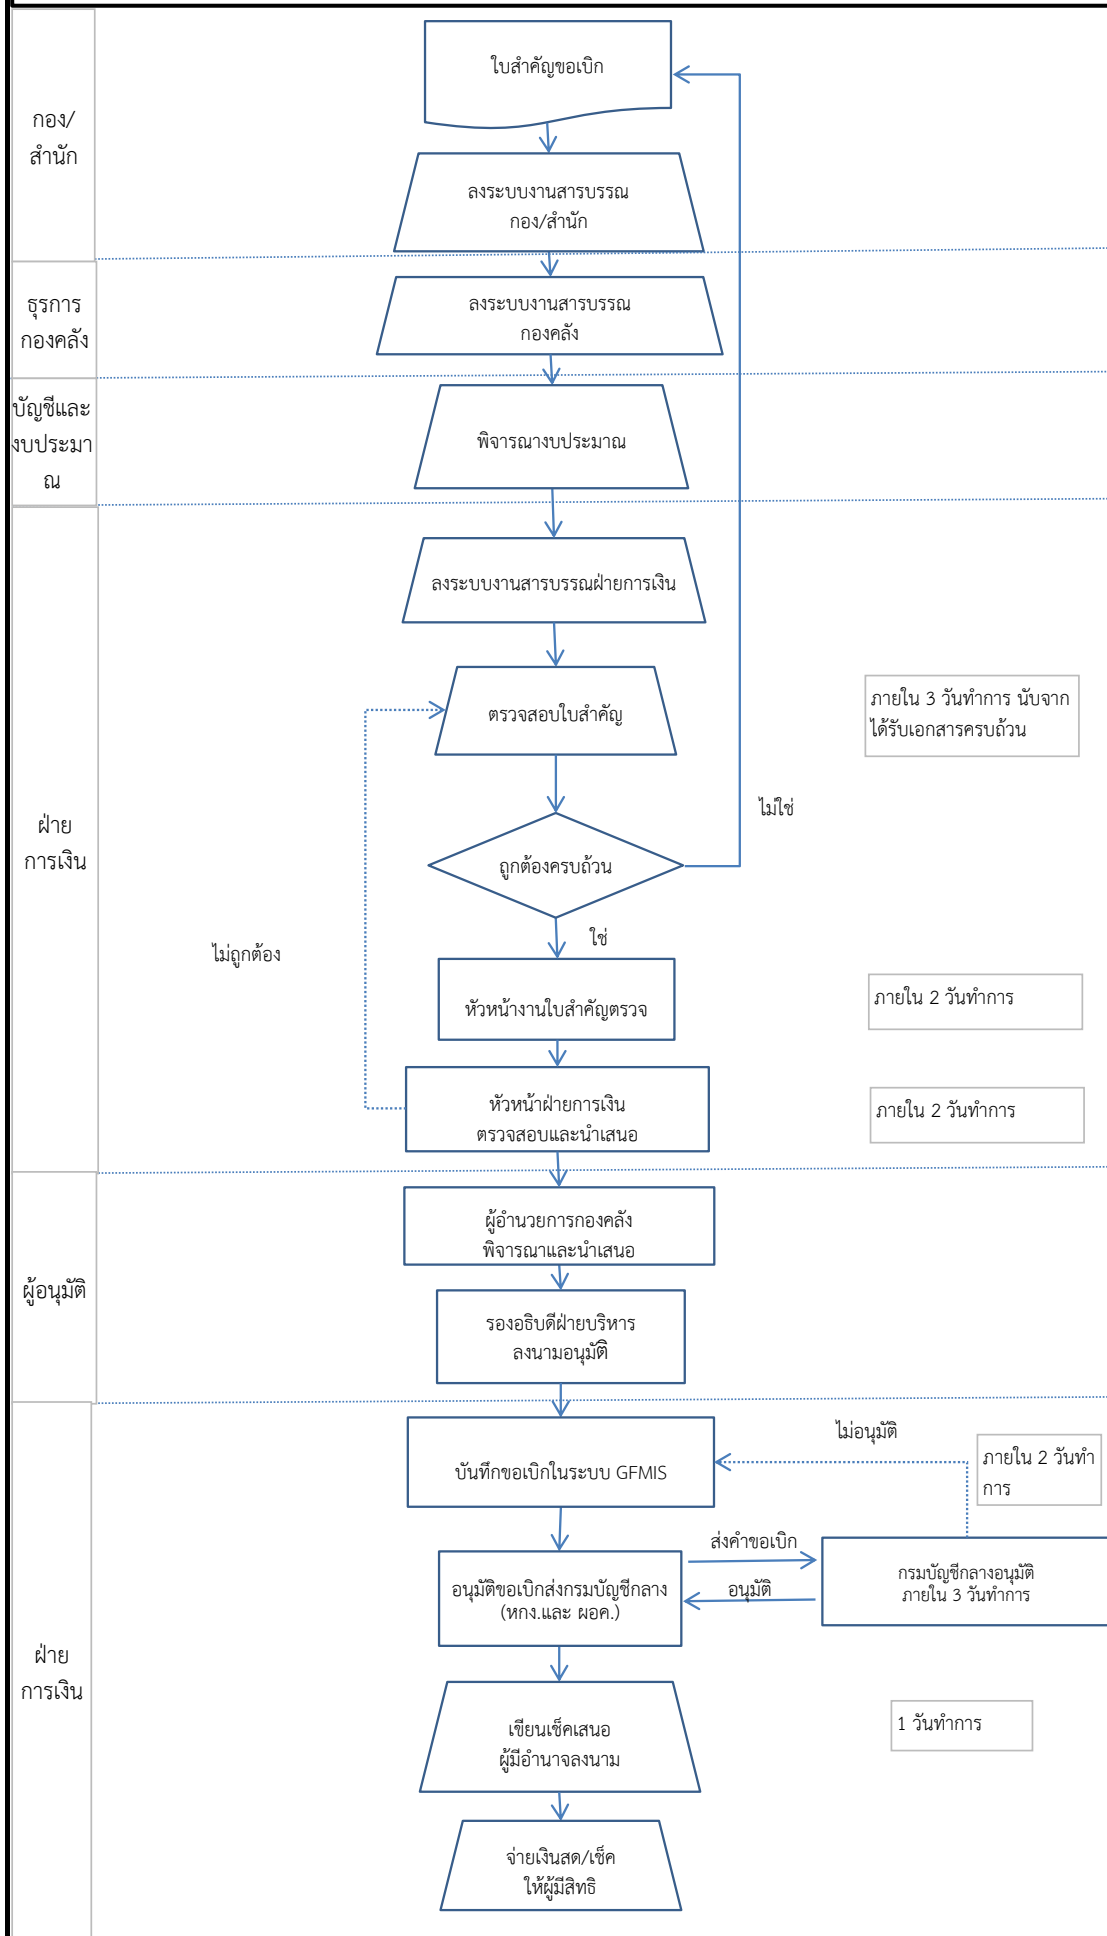 ใบสำคัญขอเบิก
กอง/
สำนัก
ลงระบบงานสารบรรณ
กอง/สำนัก
ธุรการ
กองคลัง
ลงระบบงานสารบรรณ
กองคลัง
บัญชีและ
งบประมา
ณ
พิจารณางบประมาณ
ลงระบบงานสารบรรณฝ่ายการเงิน
ตรวจสอบใบสำคัญ
ภายใน 3 วันทำการ นับจาก
ได้รับเอกสารครบถ้วน
ไม่ใช่
ฝ่าย
การเงิน
ถูกต้องครบถ้วน
ใช่
ไม่ถูกต้อง
หัวหน้างานใบสำคัญตรวจ
ภายใน 2 วันทำการ
หัวหน้าฝ่ายการเงิน
ตรวจสอบและนำเสนอ
ภายใน 2 วันทำการ
ผู้อำนวยการกองคลัง
พิจารณาและนำเสนอ
ผู้อนุมัติ
รองอธิบดีฝ่ายบริหาร
ลงนามอนุมัติ
ไม่อนุมัติ
ภายใน 2 วันทำ
การ
บันทึกขอเบิกในระบบ GFMIS
ส่งคำขอเบิก
อนุมัติขอเบิกส่งกรมบัญชีกลาง
(หกง.และ ผอค.)
อนุมัติ
กรมบัญชีกลางอนุมัติ
ภายใน 3 วันทำการ
ฝ่าย
การเงิน
เขียนเช็คเสนอ
ผู้มีอำนาจลงนาม
1 วันทำการ
จ่ายเงินสด/เช็ค
ให้ผู้มีสิทธิ